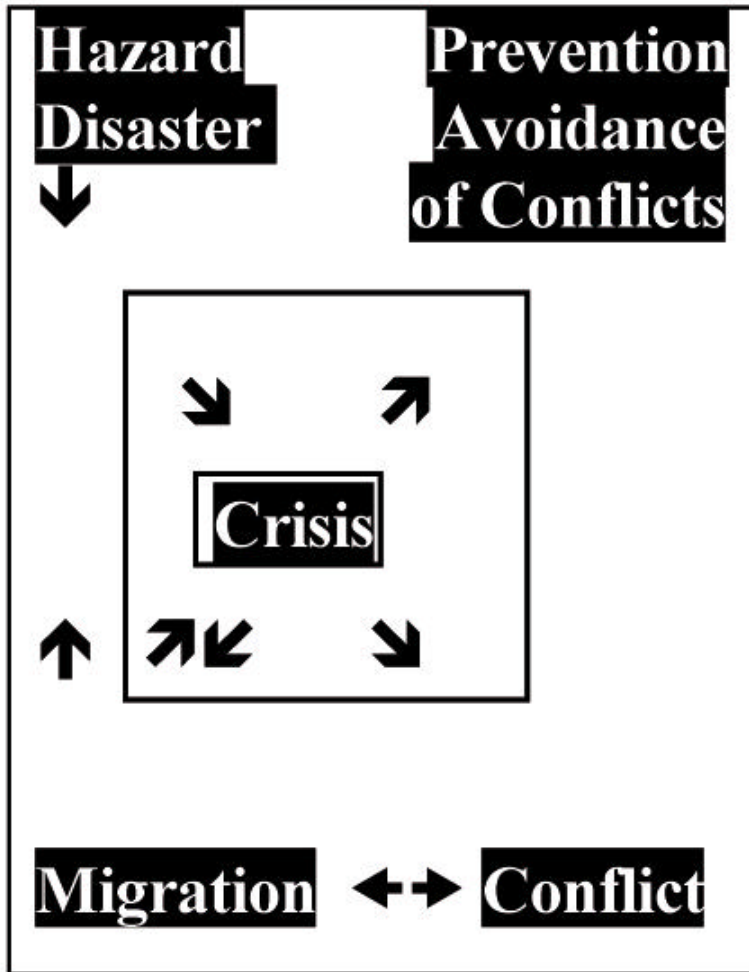 Hazard
Disaster
Prevention
Avoidance
of Conflicts
Crisis
Migration
Conflict